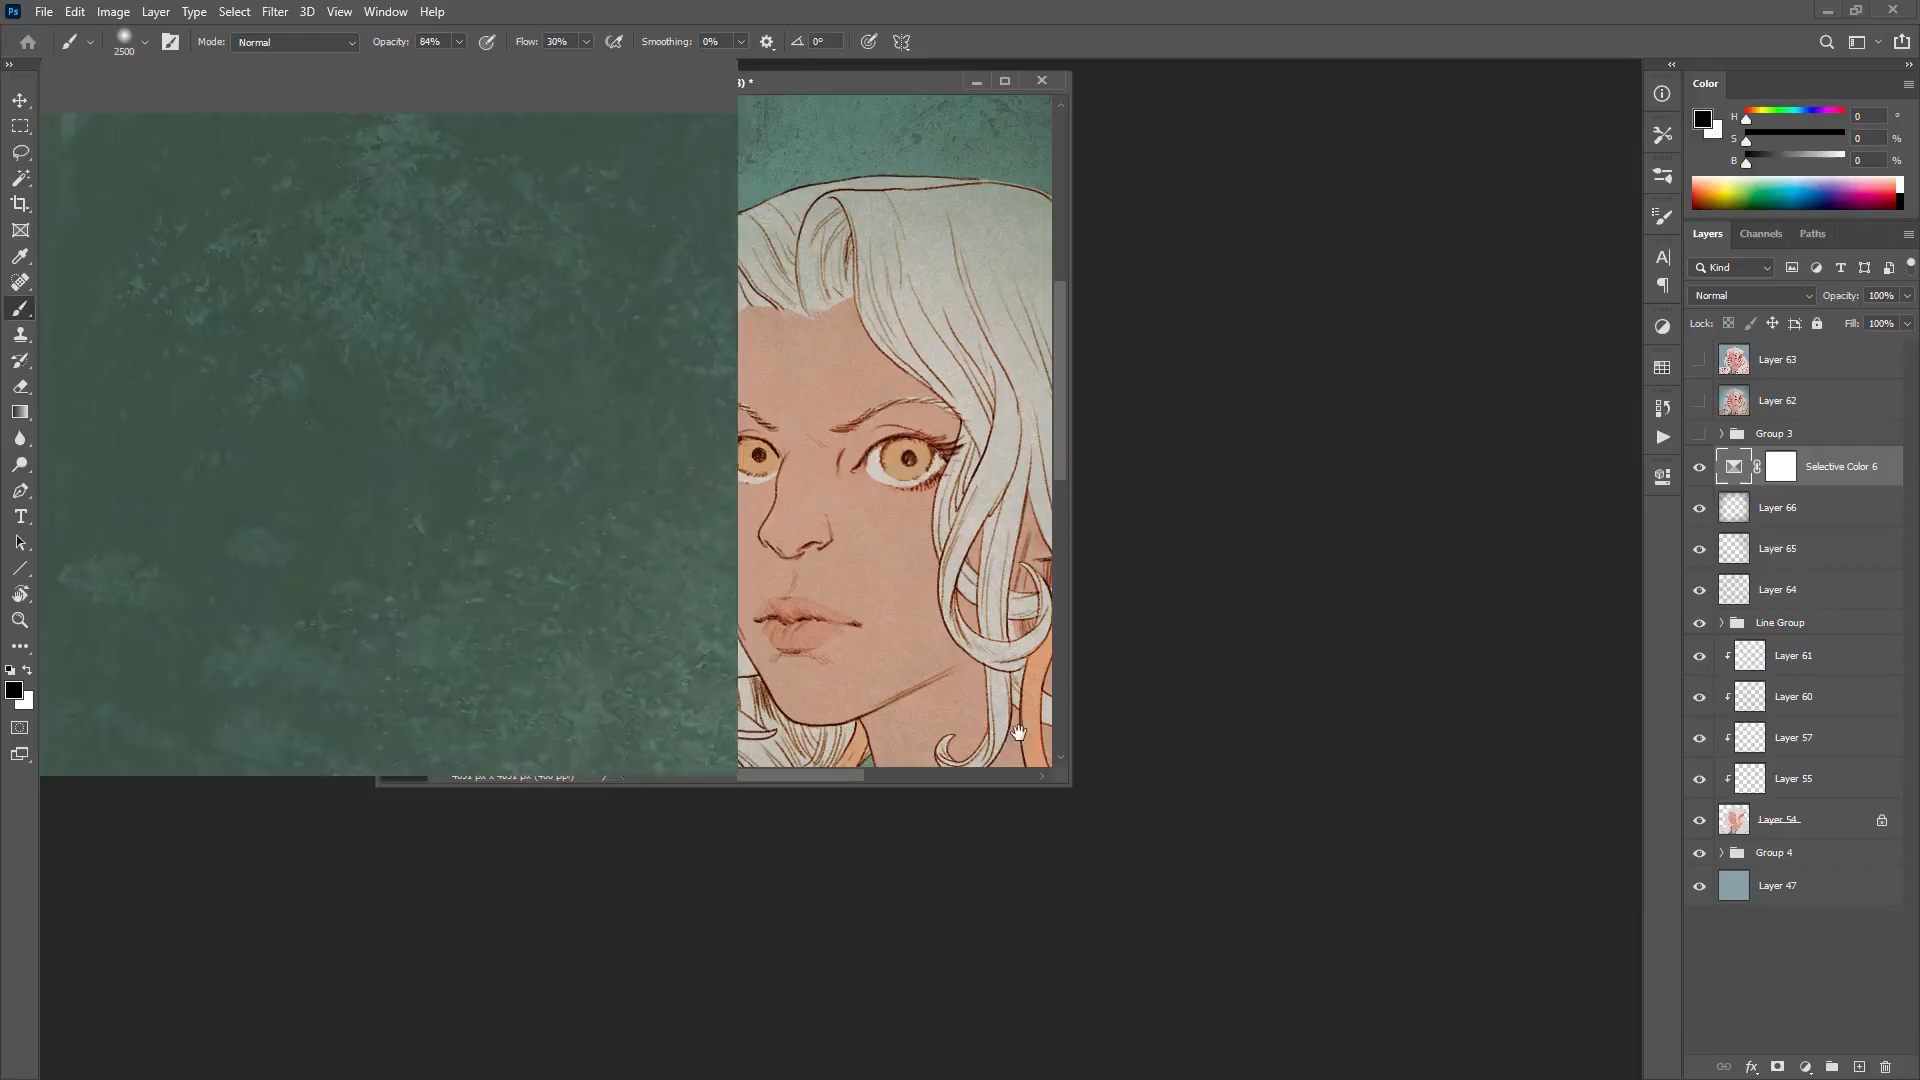 Ps File Edit Image Layer Type Select Filter 3D View Window Help
2500 Mode: Normal Opacity: 84% Flow: 30% Smoothing: 0% 0°
Color
H 0 °
S 0 %
B 0 %
Layers Channels Paths
Kind T
Normal Opacity: 100%
Lock: Fill: 100%
Layer 63
Layer 62
Group 3
Selective Color 6
Layer 66
Layer 65
Layer 64
Line Group
Layer 61
Layer 60
Layer 57
Layer 55
Layer 54
Group 4
Layer 47
fx